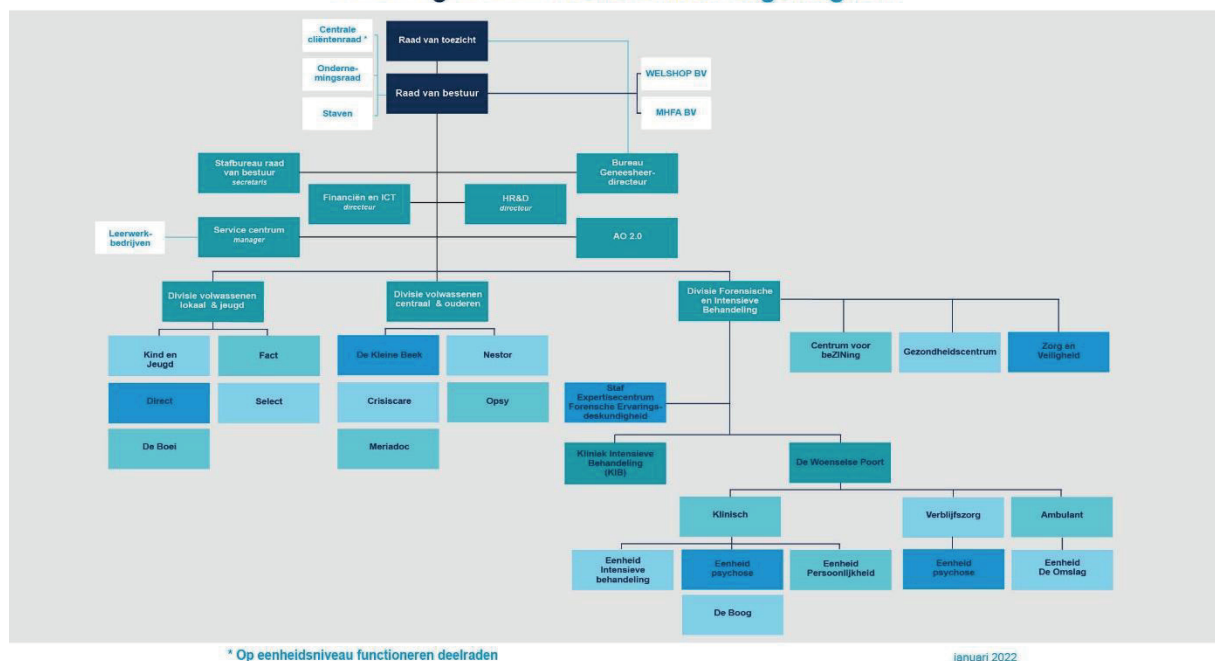 Centrale
cliëntenraad *
Raad van toezicht
Onderne-
mingsraad
WELSHOP BV
Raad van bestuur
Staven
MHFA BV
Stafbureau raad
van bestuur
secretaris
Bureau
Geneesheer-
directeur
Financiën en ICT
directeur
HR&D
directeur
Leerwerk-
bedrijven
Service centrum
manager
AO 2.0
Divisie volwassenen
lokaal & jeugd
Divisie volwassenen
centraal & ouderen
Divisie Forensische
en Intensieve
Behandeling
Kind en
Jeugd
Fact
De Kleine Beek
Nestor
Centrum voor
beZINing
Gezondheidscentrum
Zorg en
Veiligheid
Direct
Select
Crisiscare
Opsy
Staf
Expertisecentrum
Forensche Ervarings-
deskundigheid
De Boei
Meriadoc
Kliniek Intensieve
Behandeling
(KIB)
De Woenselse Poort
Klinisch
Verblijfszorg
Ambulant
Eenheid
Intensieve
behandeling
Eenheid
psychose
Eenheid
Persoonlijkheid
Eenheid
psychose
Eenheid
De Omslag
De Boog
* Op eenheidsniveau functioneren deelraden
januari 2022